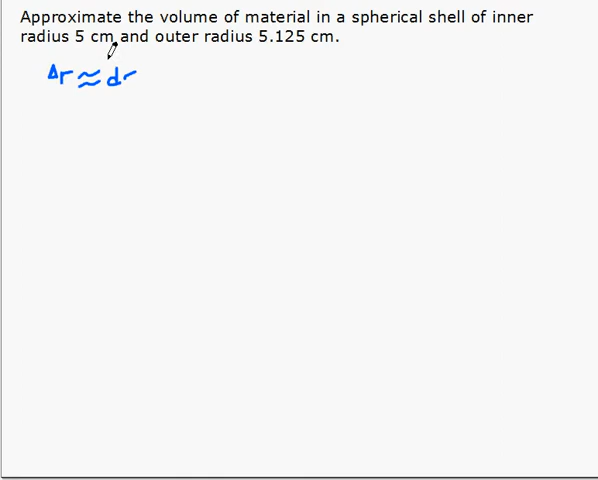 Approximate the volume of material in a spherical shell of inner
radius 5 cm and outer radius 5.125 cm.
Δr ≈ dr